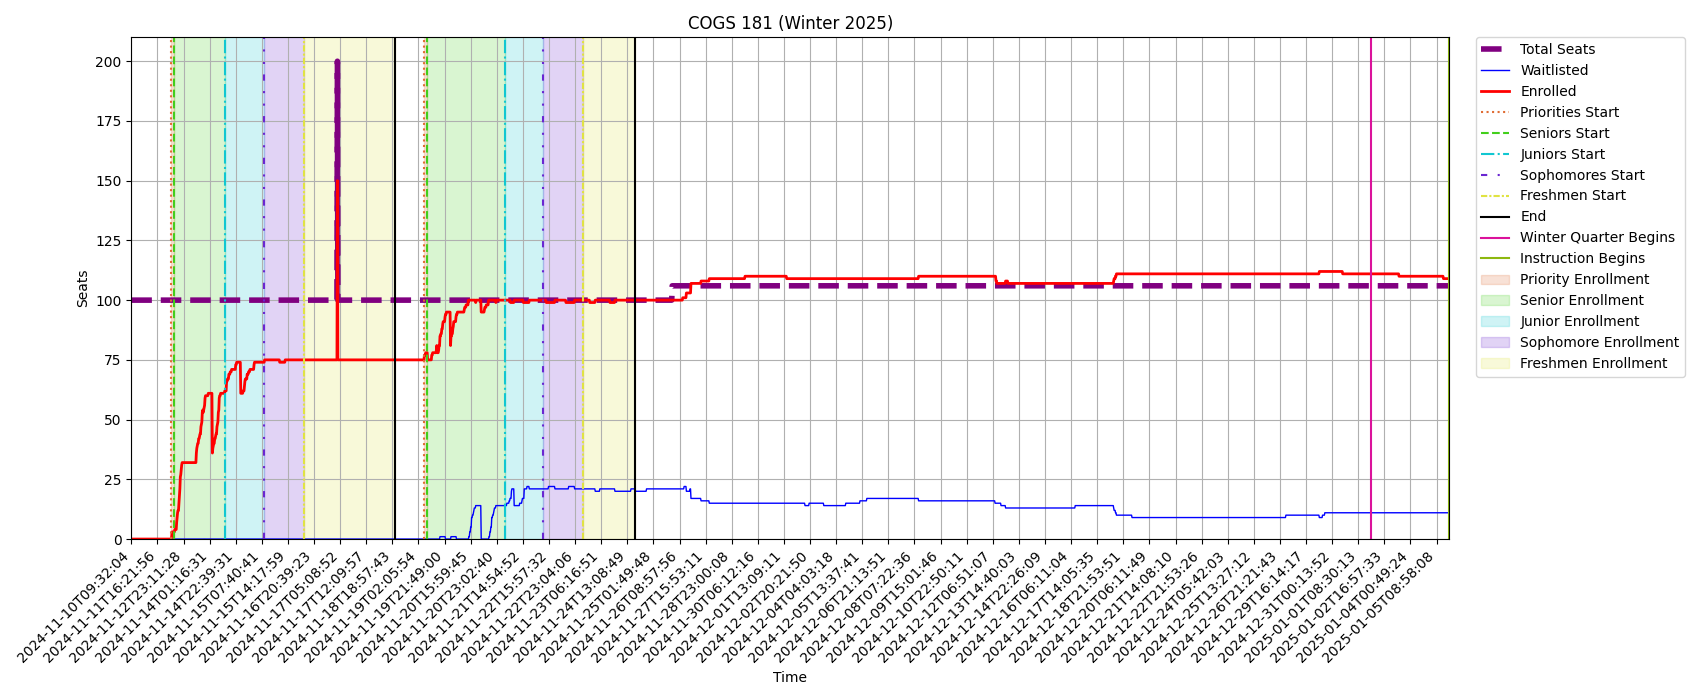 COGS 181 (Winter 2025)
Seats
200
175
150
125
100
75
50
25
0
2024-11-10T09:32:04
2024-11-11T16:21:56
2024-11-12T23:11:28
2024-11-14T01:16:31
2024-11-14T22:39:31
2024-11-15T07:40:41
2024-11-15T14:17:59
2024-11-16T20:39:23
2024-11-17T05:08:52
2024-11-17T12:09:57
2024-11-18T18:57:43
2024-11-19T02:05:54
2024-11-19T21:49:00
2024-11-20T15:59:45
2024-11-20T23:02:40
2024-11-21T14:54:52
2024-11-22T15:57:32
2024-11-22T23:04:06
2024-11-23T06:16:51
2024-11-24T13:08:49
2024-11-25T01:49:48
2024-11-26T08:57:56
2024-11-27T15:53:11
2024-11-28T23:00:08
2024-11-30T06:12:16
2024-12-01T13:09:11
2024-12-02T20:21:50
2024-12-04T04:03:18
2024-12-05T13:37:41
2024-12-06T21:13:51
2024-12-08T07:22:36
2024-12-09T15:01:46
2024-12-10T22:50:11
2024-12-12T06:51:07
2024-12-13T14:40:03
2024-12-14T22:26:09
2024-12-16T06:11:04
2024-12-17T14:05:35
2024-12-18T21:53:51
2024-12-20T06:11:49
2024-12-21T14:08:10
2024-12-22T21:53:26
2024-12-24T05:42:03
2024-12-25T13:27:12
2024-12-26T21:21:43
2024-12-29T16:14:17
2024-12-31T00:13:52
2025-01-01T08:30:13
2025-01-02T16:57:33
2025-01-04T00:49:24
2025-01-05T08:58:08
Time
Total Seats
Waitlisted
Enrolled
Priorities Start
Seniors Start
Juniors Start
Sophomores Start
Freshmen Start
End
Winter Quarter Begins
Instruction Begins
Priority Enrollment
Senior Enrollment
Junior Enrollment
Sophomore Enrollment
Freshmen Enrollment